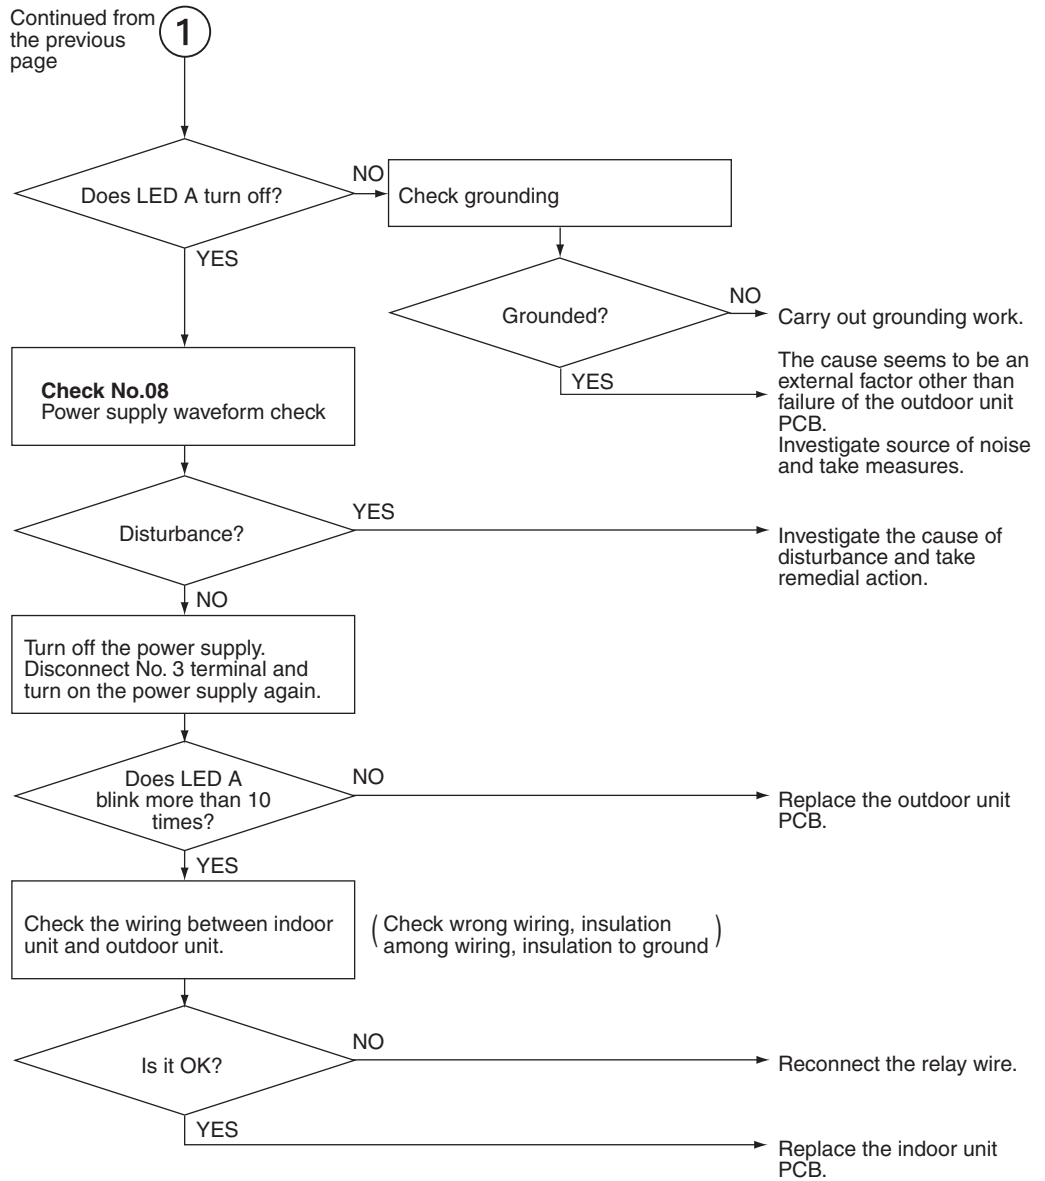 Continued from
the previous
page
1
Does LED A turn off?
NO
Check grounding
YES
Grounded?
NO
Carry out grounding work.
YES
The cause seems to be an
external factor other than
failure of the outdoor unit
PCB.
Investigate source of noise
and take measures.
Check No.08
Power supply waveform check
Disturbance?
YES
Investigate the cause of
disturbance and take
remedial action.
NO
Turn off the power supply.
Disconnect No. 3 terminal and
turn on the power supply again.
Does LED A
blink more than 10
times?
NO
Replace the outdoor unit
PCB.
YES
Check the wiring between indoor
unit and outdoor unit.
(Check wrong wiring, insulation
among wiring, insulation to ground)
Is it OK?
NO
Reconnect the relay wire.
YES
Replace the indoor unit
PCB.